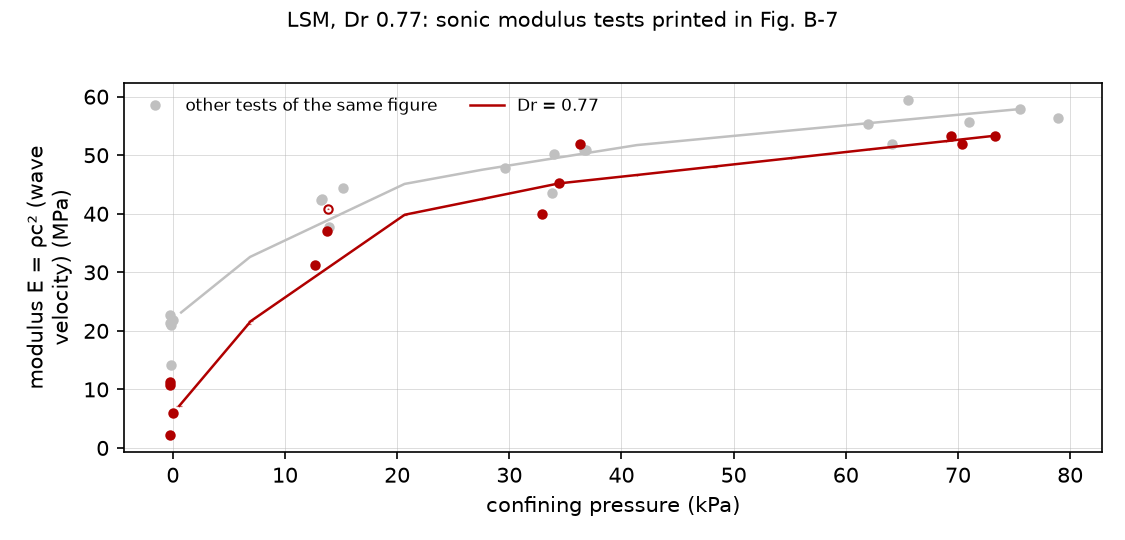 LSM, Dr 0.77: sonic modulus tests printed in Fig. B-7
other tests of the same figure
Dr = 0.77
60
50
40
30
20
10
0
modulus E = ρc² (wave
velocity) (MPa)
0 10 20 30 40 50 60 70 80
confining pressure (kPa)